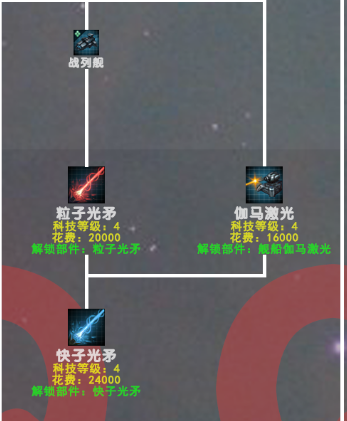 战列舰
粒子光矛
科技等级：4
花费：20000
解锁部件：粒子光矛
伽马激光
科技等级：4
花费：16000
解锁部件：舰船伽马激光
快子光矛
科技等级：4
花费：24000
解锁部件：快子光矛